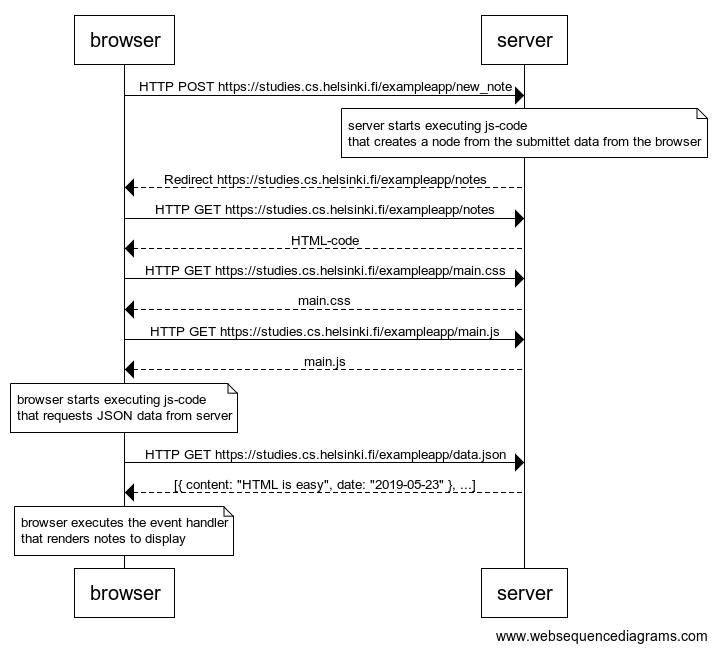 browser
server
HTTP POST https://studies.cs.helsinki.fi/exampleapp/new_note
server starts executing js-code
that creates a node from the submittet data from the browser
Redirect https://studies.cs.helsinki.fi/exampleapp/notes
HTTP GET https://studies.cs.helsinki.fi/exampleapp/notes
HTML-code
HTTP GET https://studies.cs.helsinki.fi/exampleapp/main.css
main.css
HTTP GET https://studies.cs.helsinki.fi/exampleapp/main.js
main.js
browser starts executing js-code
that requests JSON data from server
HTTP GET https://studies.cs.helsinki.fi/exampleapp/data.json
[{ content: "HTML is easy", date: "2019-05-23" }, ...]
browser executes the event handler
that renders notes to display
browser
server
www.websequencediagrams.com